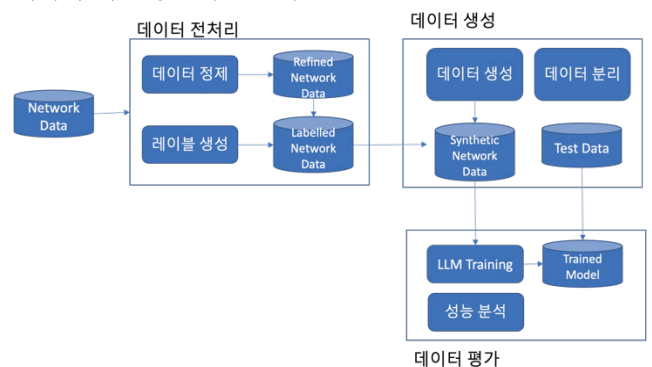 데이터 전처리
데이터 생성
Network
Data
데이터 정제
Refined
Network
Data
레이블 생성
Labelled
Network
Data
데이터 생성
데이터 분리
Synthetic
Network
Data
Test Data
LLM Training
Trained
Model
성능 분석
데이터 평가